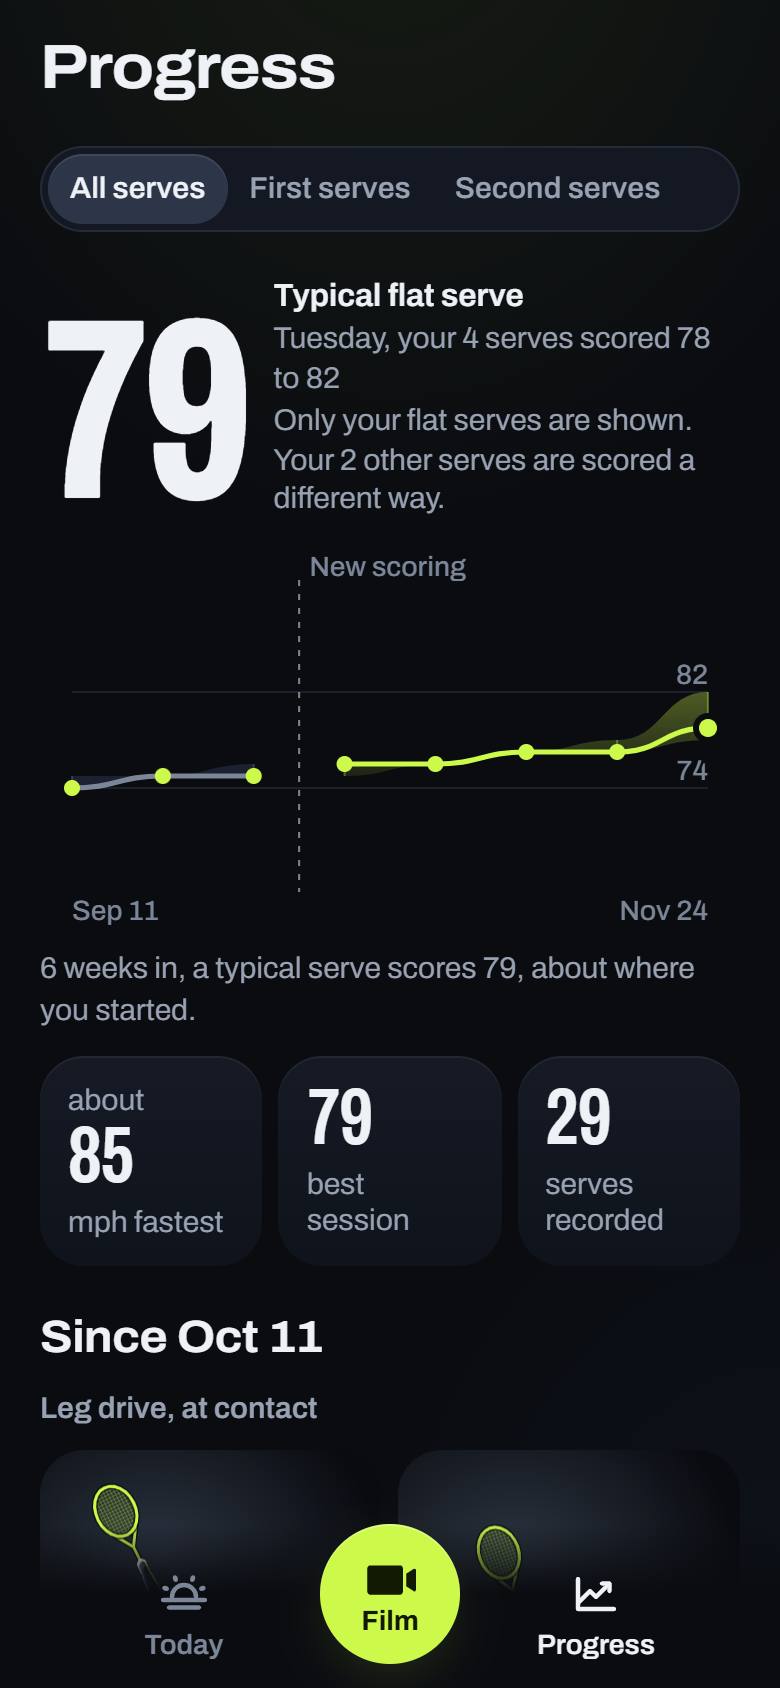 Progress
All serves
First serves
Second serves
79
Typical flat serve
Tuesday, your 4 serves scored 78
to 82
Only your flat serves are shown.
Your 2 other serves are scored a
different way.
New scoring
82
74
Sep 11
Nov 24
6 weeks in, a typical serve scores 79, about where
you started.
about
85
mph fastest
79
best
session
29
serves
recorded
Since Oct 11
Leg drive, at contact
Today
Film
Progress